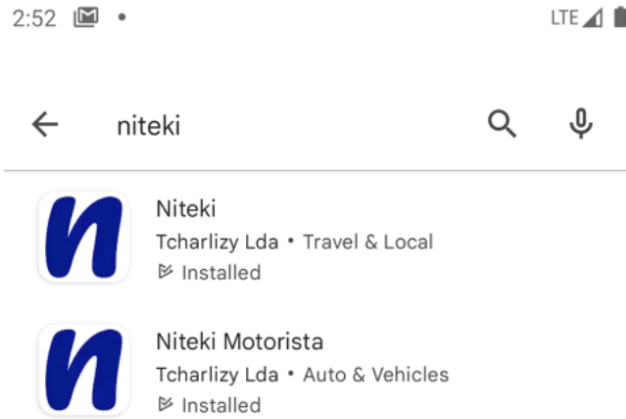 2:52 LTE
niteki
Niteki
Tcharlizy Lda • Travel & Local
Installed
Niteki Motorista
Tcharlizy Lda • Auto & Vehicles
Installed